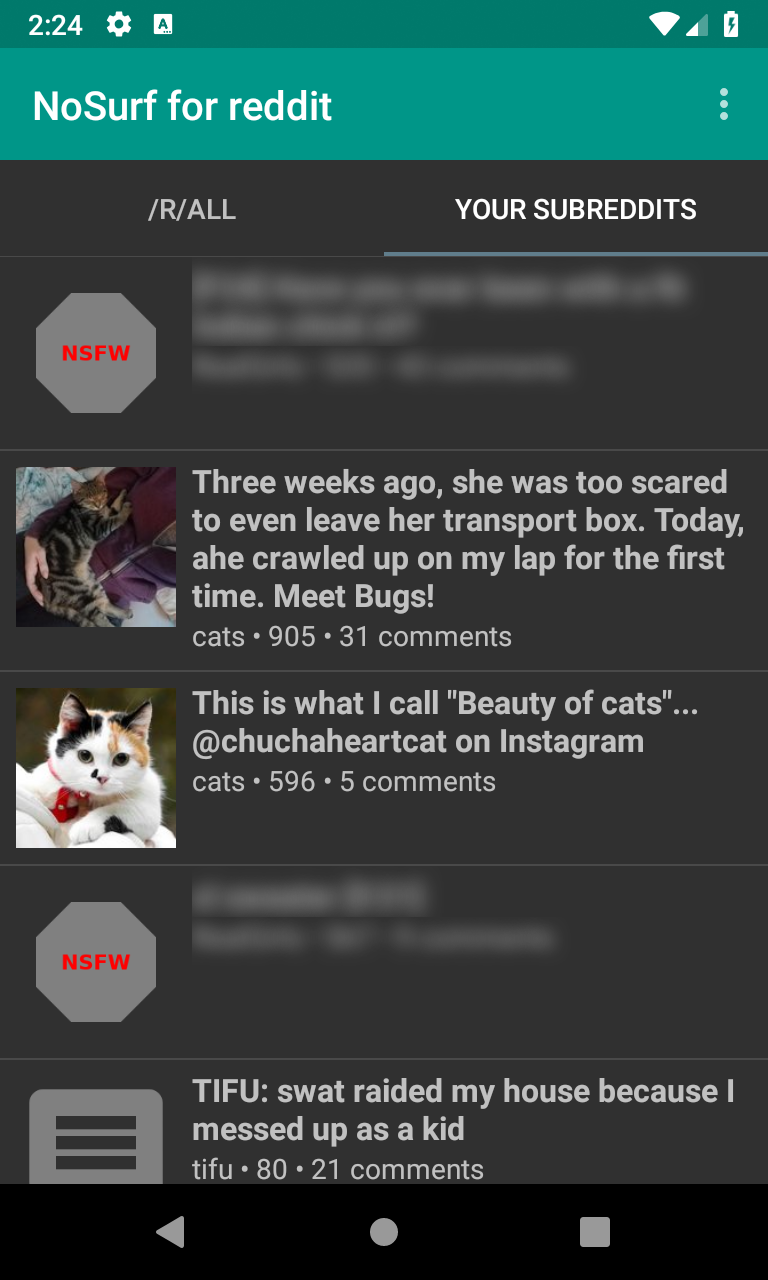 2:24
NoSurf for reddit
/R/ALL
YOUR SUBREDDITS
NSFW
Three weeks ago, she was too scared
to even leave her transport box. Today,
ahe crawled up on my lap for the first
time. Meet Bugs!
cats • 905 • 31 comments
This is what I call "Beauty of cats"...
@chuchaheartcat on Instagram
cats • 596 • 5 comments
NSFW
TIFU: swat raided my house because I
messed up as a kid
tifu • 80 • 21 comments